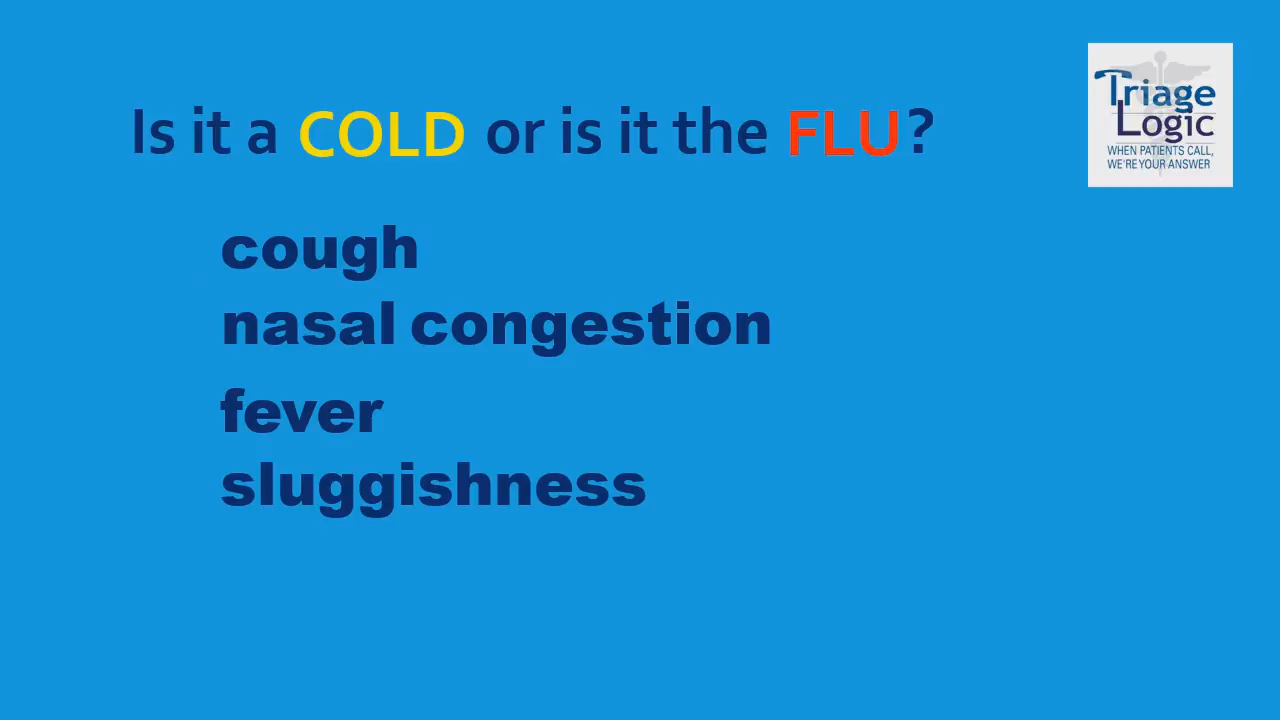 Is it a COLD or is it the FLU?
Triage
Logic
WHEN PATIENTS CALL,
WE'RE YOUR ANSWER
cough
nasal congestion
fever
sluggishness